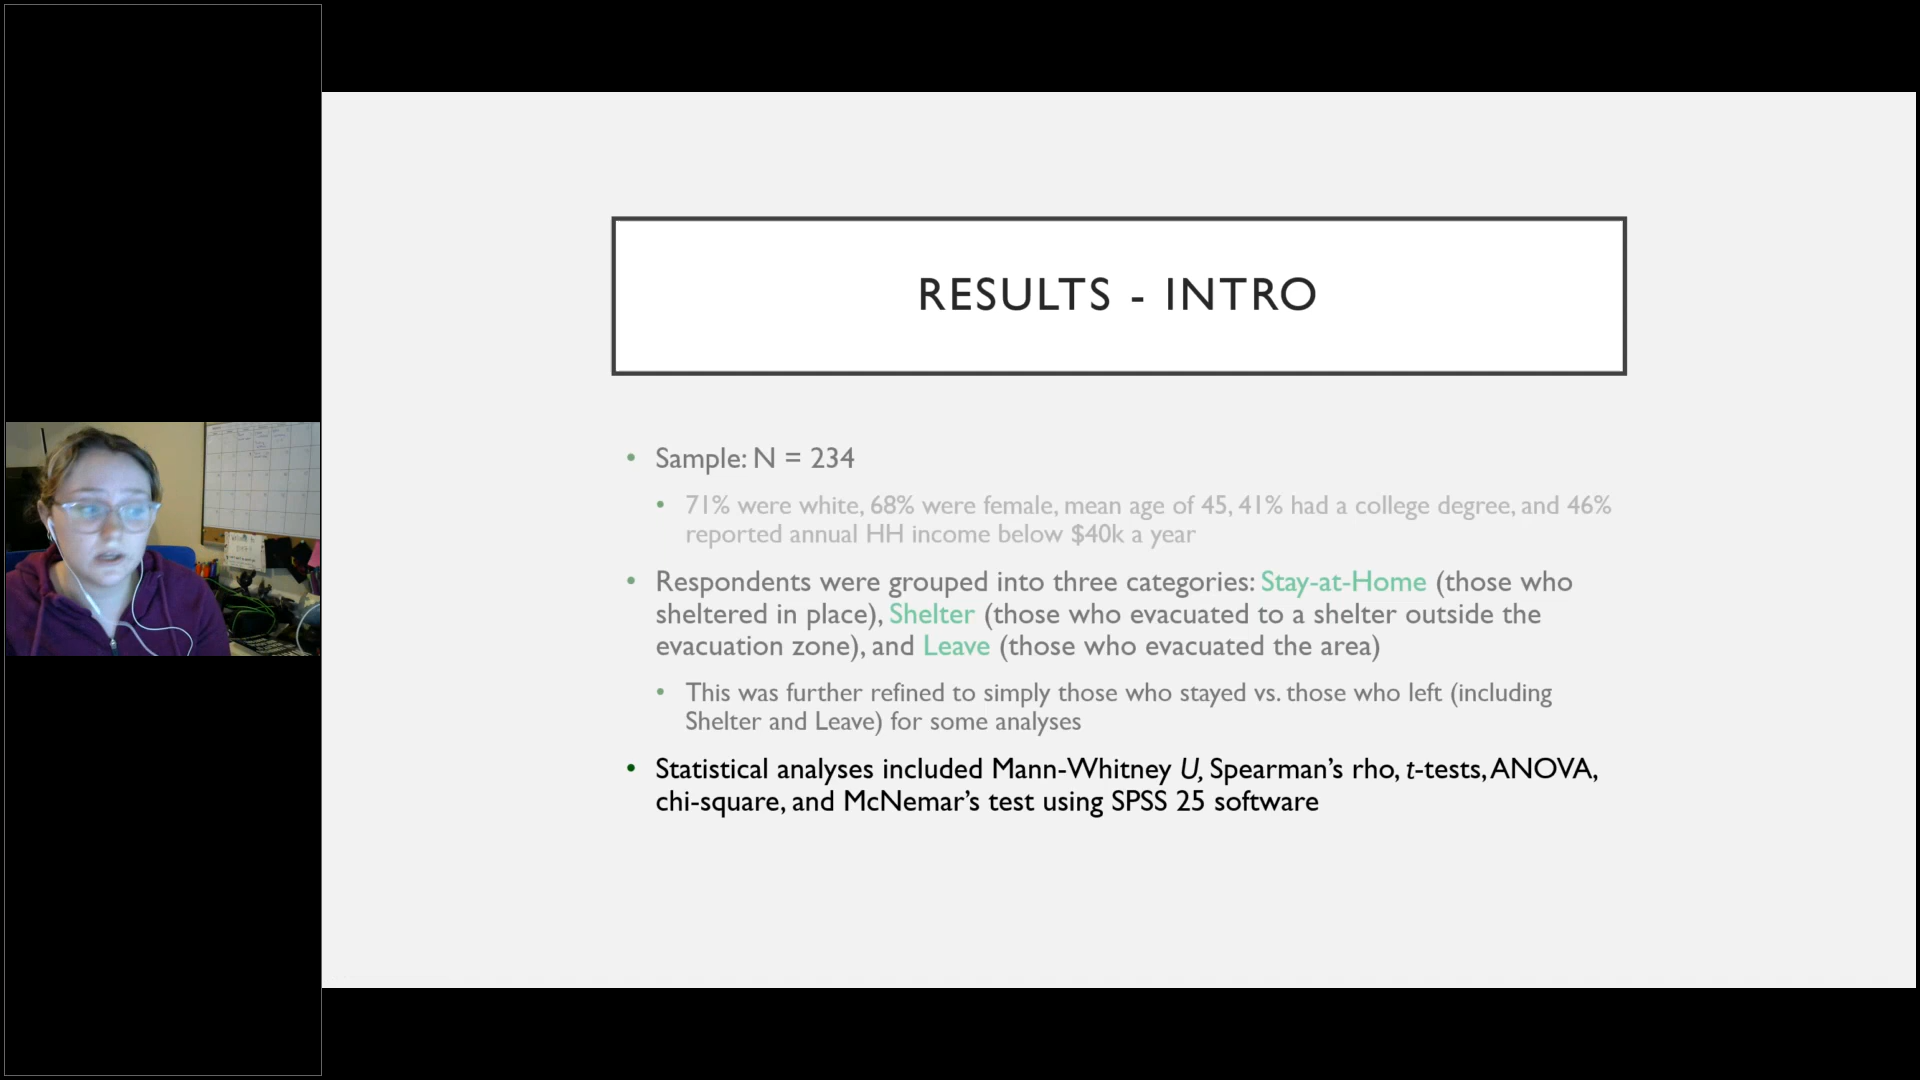 RESULTS - INTRO
• Sample: N = 234
• 71% were white, 68% were female, mean age of 45, 41% had a college degree, and 46%
reported annual HH income below $40k a year
• Respondents were grouped into three categories: Stay-at-Home (those who
sheltered in place), Shelter (those who evacuated to a shelter outside the
evacuation zone), and Leave (those who evacuated the area)
• This was further refined to simply those who stayed vs. those who left (including
Shelter and Leave) for some analyses
• Statistical analyses included Mann-Whitney U, Spearman’s rho, t-tests, ANOVA,
chi-square, and McNemar’s test using SPSS 25 software